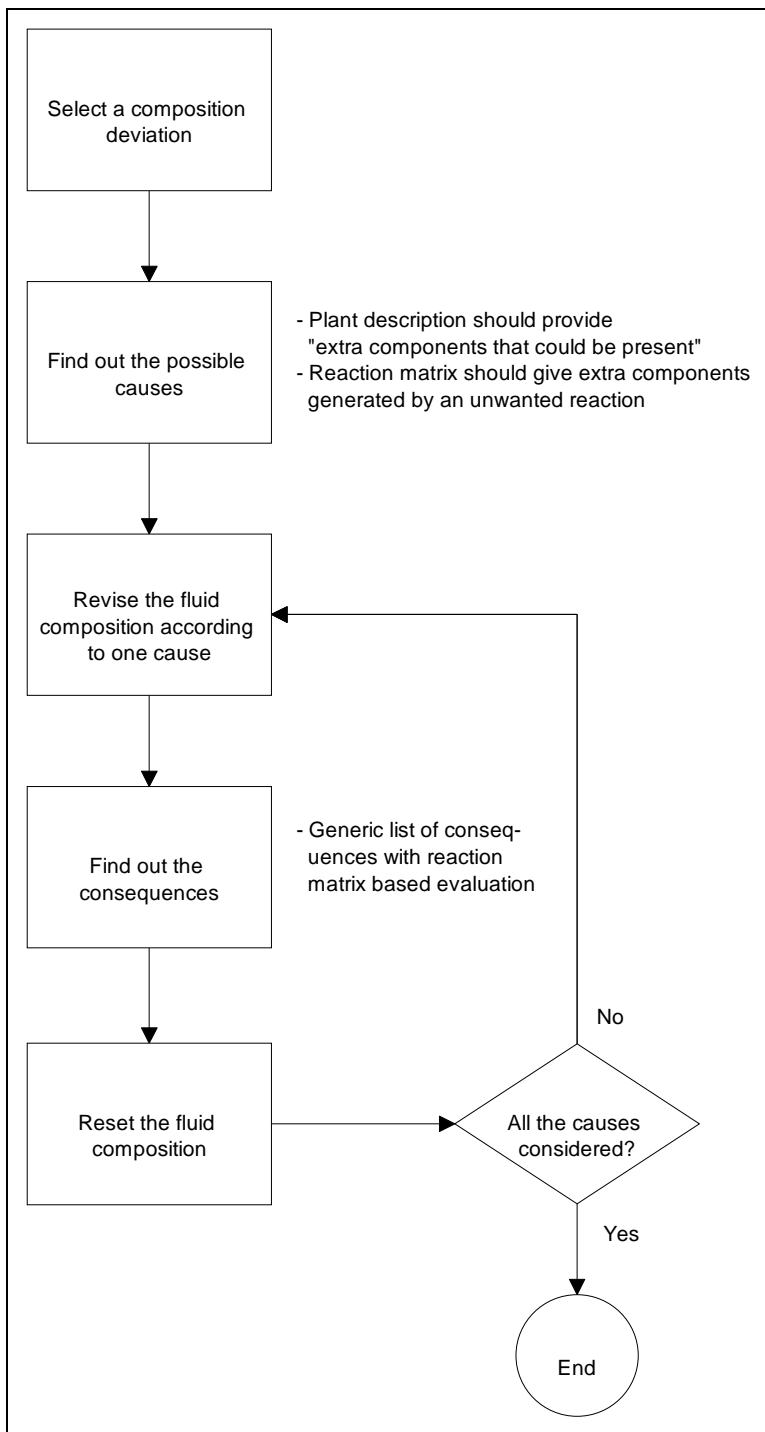 Select a composition
deviation
Find out the possible
causes
- Plant description should provide
"extra components that could be present"
- Reaction matrix should give extra components
generated by an unwanted reaction
Revise the fluid
composition according
to one cause
Find out the
consequences
- Generic list of conseq-
uences with reaction
matrix based evaluation
No
Reset the fluid
composition
All the causes
considered?
Yes
End